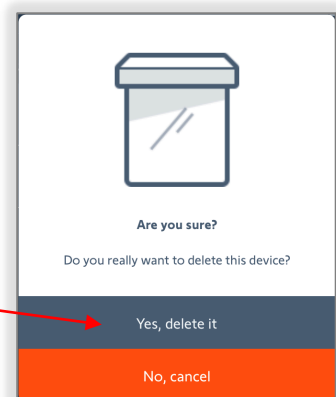 Are you sure?
Do you really want to delete this device?
Yes, delete it
No, cancel